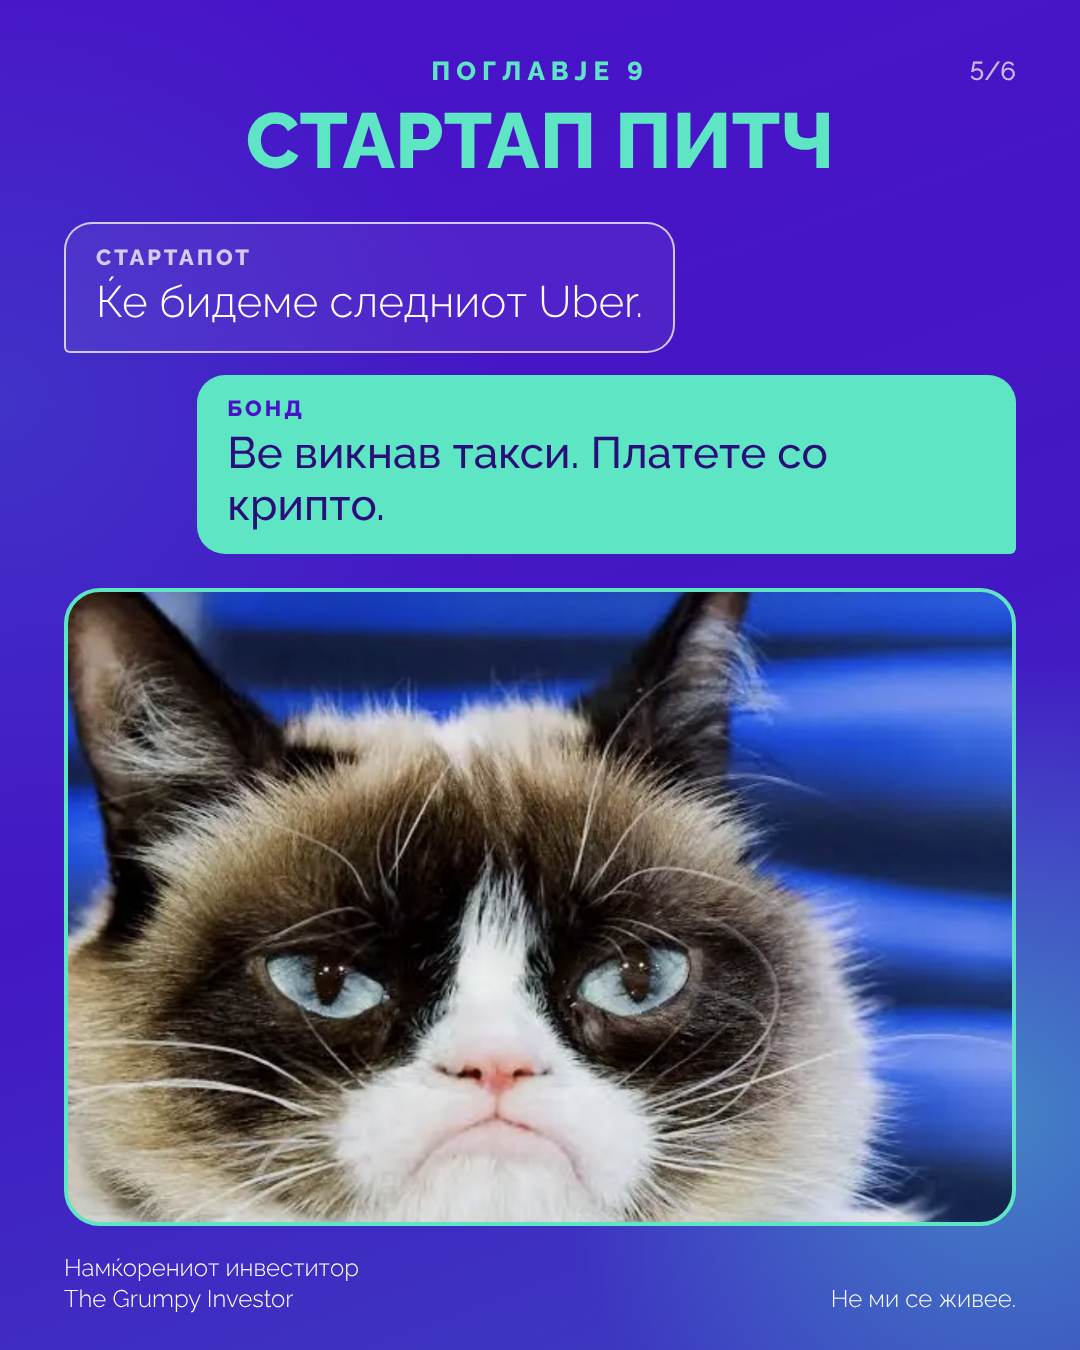 ПОГЛАВЈЕ 9
5/6
СТАРТАП ПИТЧ
СТАРТАПОТ
Ќе бидеме следниот Uber.
БОНД
Ве викнав такси. Платете со
крипто.
Намќорениот инвеститор
The Grumpy Investor
Не ми се живее.